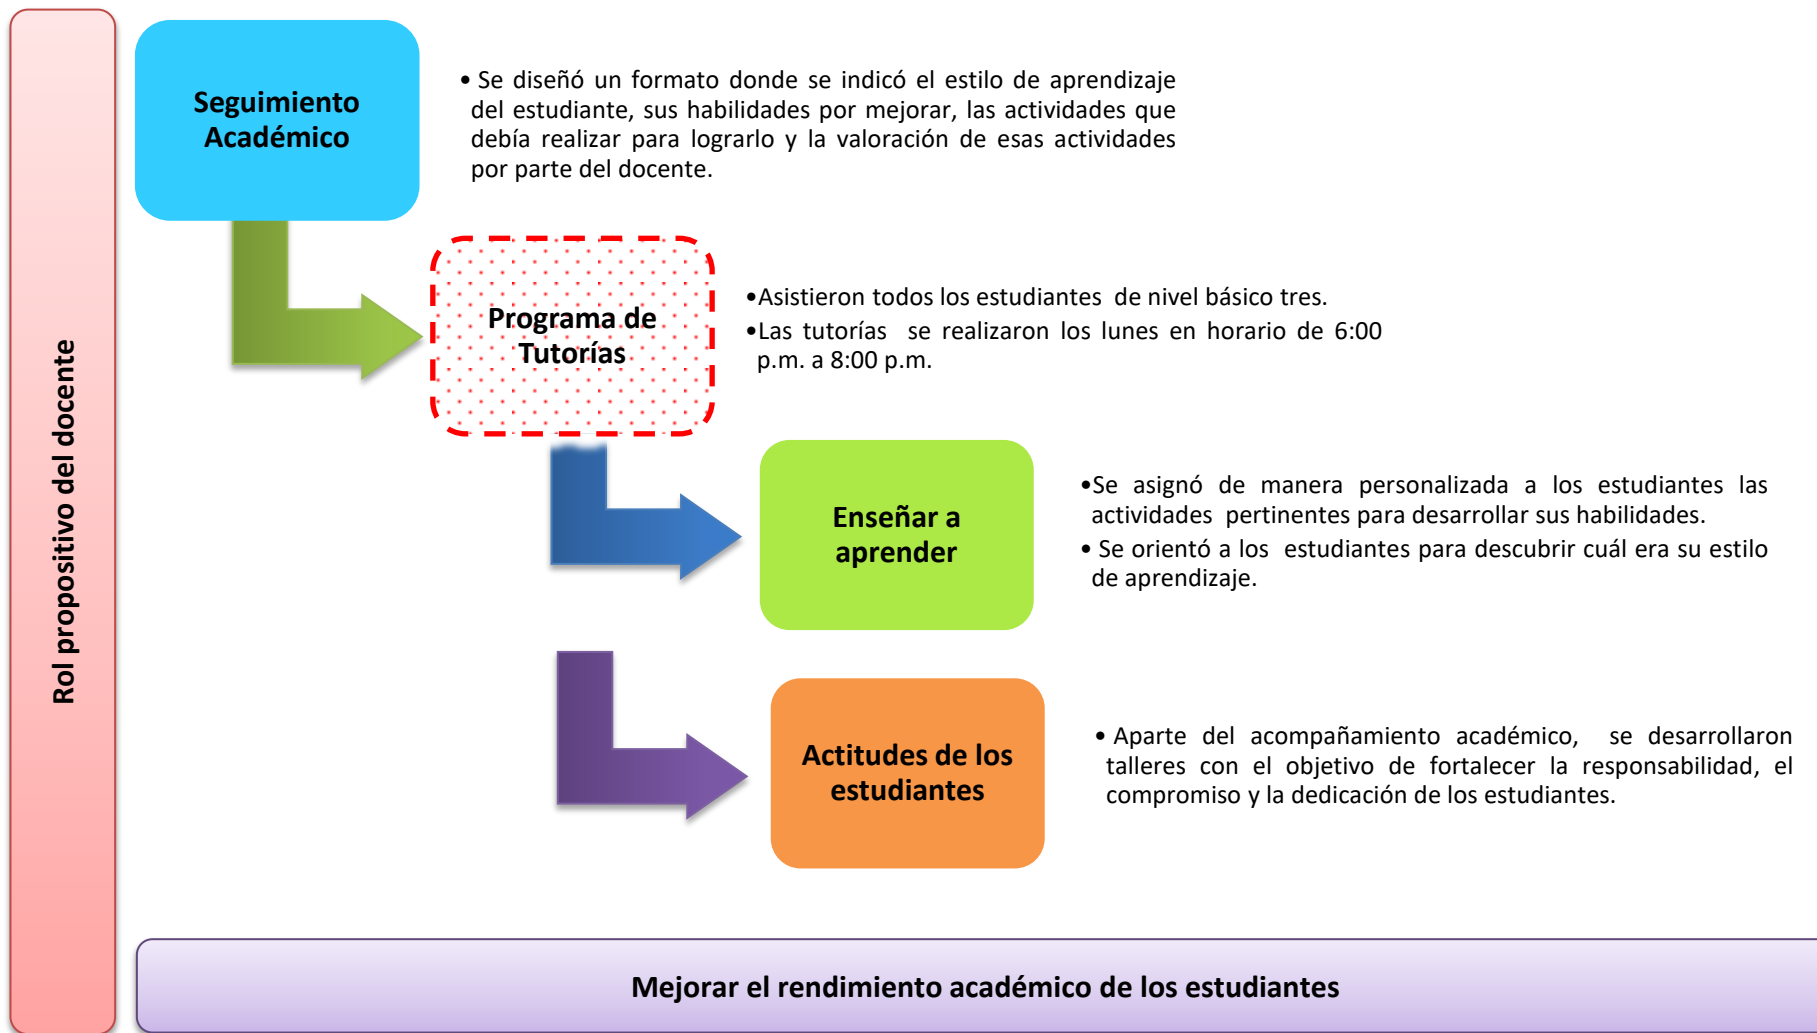 Rol propositivo del docente
Seguimiento
Académico
• Se diseñó un formato donde se indicó el estilo de aprendizaje
del estudiante, sus habilidades por mejorar, las actividades que
debía realizar para lograrlo y la valoración de esas actividades
por parte del docente.
Programa de
Tutorías
•Asistieron todos los estudiantes de nivel básico tres.
•Las tutorías se realizaron los lunes en horario de 6:00
p.m. a 8:00 p.m.
Enseñar a
aprender
•Se asignó de manera personalizada a los estudiantes las
actividades pertinentes para desarrollar sus habilidades.
• Se orientó a los estudiantes para descubrir cuál era su estilo
de aprendizaje.
Actitudes de los
estudiantes
• Aparte del acompañamiento académico, se desarrollaron
talleres con el objetivo de fortalecer la responsabilidad, el
compromiso y la dedicación de los estudiantes.
Mejorar el rendimiento académico de los estudiantes